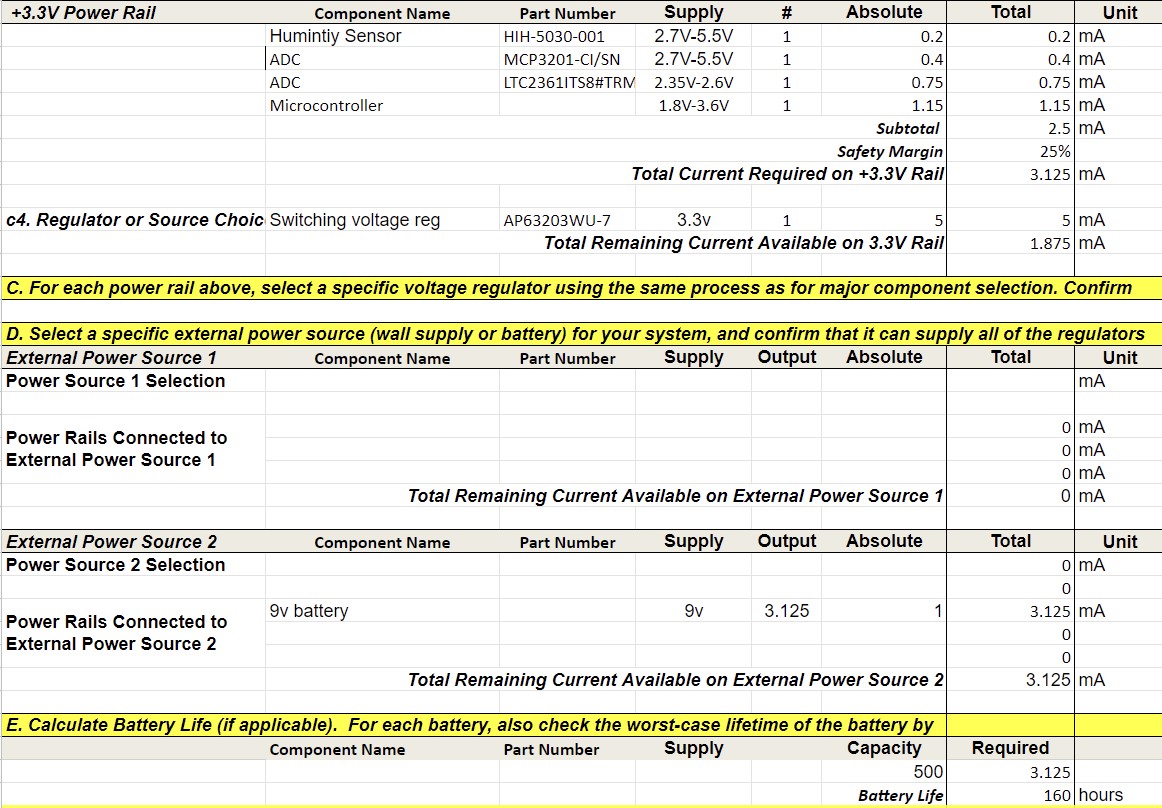 +3.3V Power Rail Component Name Part Number Supply # Absolute Total Unit
Humintiy Sensor HIH-5030-001 2.7V-5.5V 1 0.2 0.2 mA
ADC MCP3201-CI/SN 2.7V-5.5V 1 0.4 0.4 mA
ADC LTC2361ITS8#TRM 2.35V-2.6V 1 0.75 0.75 mA
Microcontroller 1.8V-3.6V 1 1.15 1.15 mA
Subtotal 2.5 mA
Safety Margin 25%
Total Current Required on +3.3V Rail 3.125 mA
c4. Regulator or Source Choic Switching voltage reg AP63203WU-7 3.3v 1 5 5 mA
Total Remaining Current Available on 3.3V Rail 1.875 mA
C. For each power rail above, select a specific voltage regulator using the same process as for major component selection. Confirm
D. Select a specific external power source (wall supply or battery) for your system, and confirm that it can supply all of the regulators
External Power Source 1 Component Name Part Number Supply Output Absolute Total Unit
Power Source 1 Selection mA
0 mA
Power Rails Connected to
External Power Source 1
0 mA
0 mA
Total Remaining Current Available on External Power Source 1 0 mA
External Power Source 2 Component Name Part Number Supply Output Absolute Total Unit
Power Source 2 Selection 0 mA
0
Power Rails Connected to
External Power Source 2
9v battery 9v 3.125 1 3.125 mA
0
0
Total Remaining Current Available on External Power Source 2 3.125 mA
E. Calculate Battery Life (if applicable). For each battery, also check the worst-case lifetime of the battery by
Component Name Part Number Supply Capacity Required
500 3.125
Battery Life 160 hours